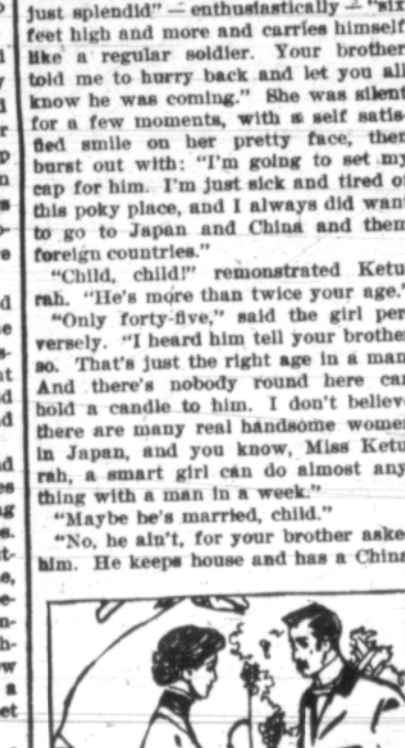 just splendid" — enthusiastically — "six
feet high and more and carries himself
like a regular soldier. Your brother
told me to hurry back and let you all
know he was coming." She was silent
for a few moments, with a self satis-
fied smile on her pretty face, then
burst out with: "I'm going to set my
cap for him. I'm just sick and tired of
this poky place, and I always did want
to go to Japan and China and them
foreign countries."
"Child, child!" remonstrated Ketu
rah. "He's more than twice your age."
"Only forty-five," said the girl per
versely. "I heard him tell your brother
so. That's just the right age in a man
And there's nobody round here can
hold a candle to him. I don't believe
there are many real handsome women
in Japan, and you know, Miss Ketu
rah, a smart girl can do almost any
thing with a man in a week."
"Maybe he's married, child."
"No, he ain't, for your brother aske
him. He keeps house and has a China